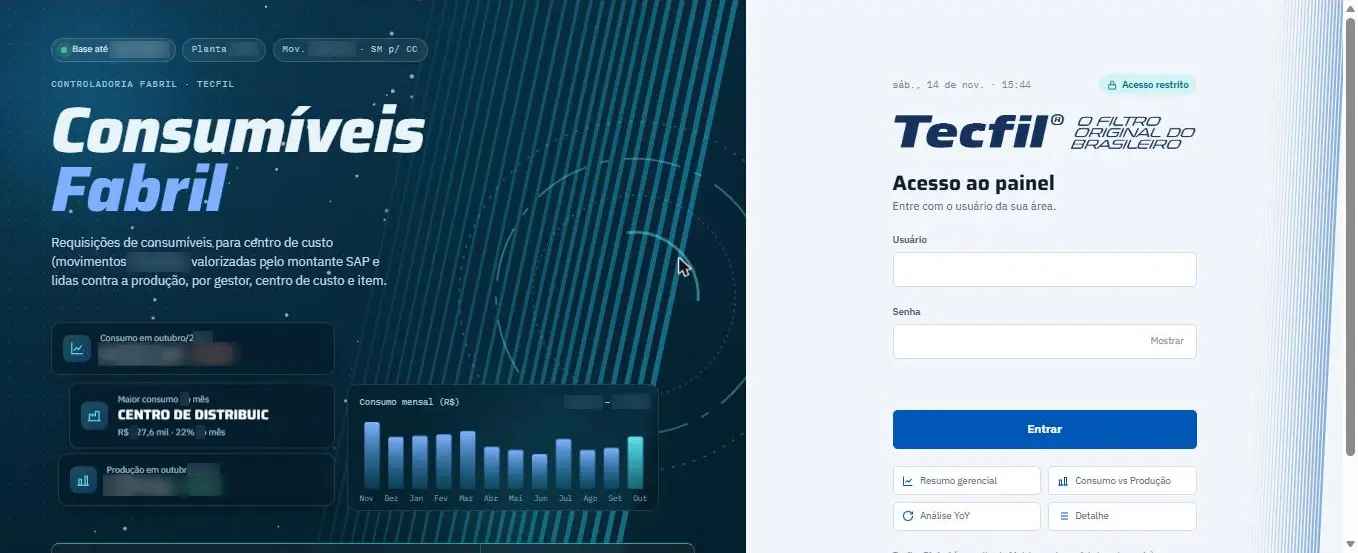 Base até
Planta
Mov. - SM p/ CC
CONTROLADORIA FABRIL · TECFIL
Consumíveis
Fabril
Requisições de consumíveis para centro de custo
(movimentos valorizadas pelo montante SAP e
lidas contra a produção, por gestor, centro de custo e item.
Consumo em outubro/2
Maior consumo mês
CENTRO DE DISTRIBUIC
R$ 27,6 mil · 22% mês
Produção em outubr
Consumo mensal (R$)
–
Nov Dez Jan Fev Mar Abr Mai Jun Jul Ago Set Out
sáb., 14 de nov. · 15:44
Acesso restrito
Tecfil® O FILTRO
ORIGINAL DO
BRASILEIRO
Acesso ao painel
Entre com o usuário da sua área.
Usuário
Senha
Mostrar
Entrar
Resumo gerencial
Consumo vs Produção
Análise YoY
Detalhe